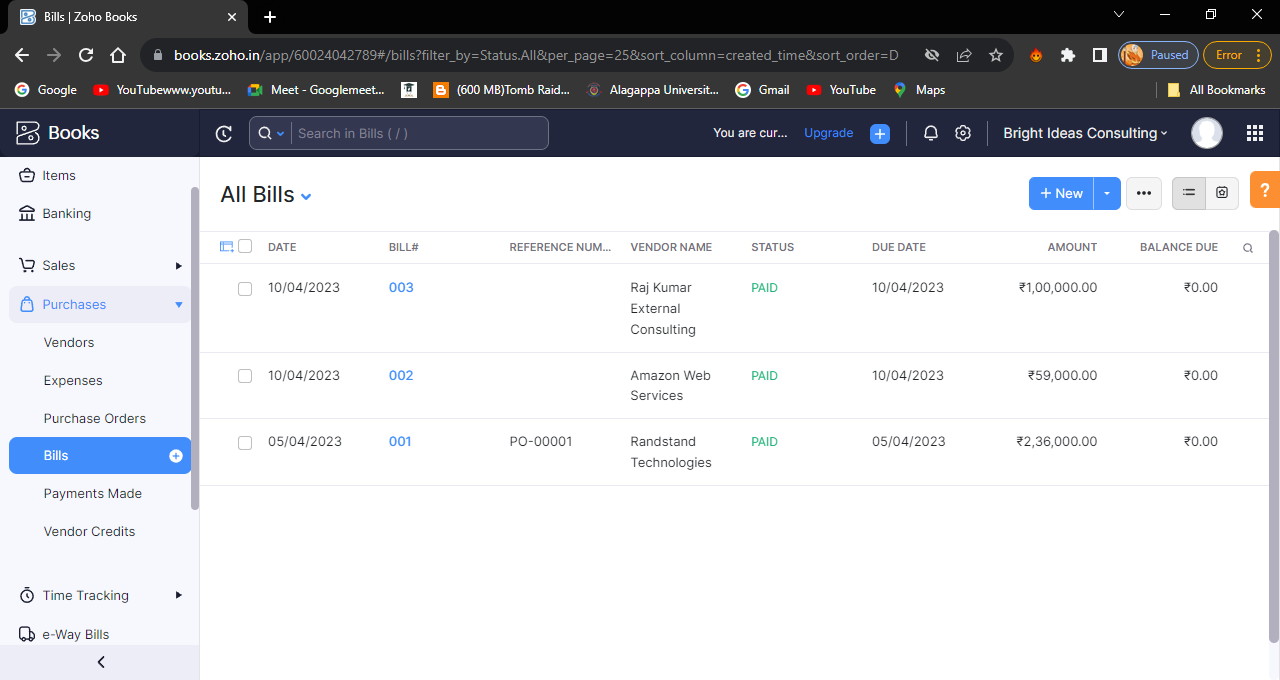 Bills | Zoho Books
books.zoho.in/app/60024042789#/bills?filter_by=Status.All&per_page=25&sort_column=created_time&sort_order=D
Paused
Error
Google
YouTubewww.youtu...
Meet - Googlemeet...
(600 MB)Tomb Raid...
Alagappa Universit...
Gmail
YouTube
Maps
All Bookmarks
Books
Search in Bills ( / )
You are cur...
Upgrade
Bright Ideas Consulting
Items
Banking
Sales
Purchases
Vendors
Expenses
Purchase Orders
Bills
Payments Made
Vendor Credits
Time Tracking
e-Way Bills
All Bills
+ New
?
DATE BILL# REFERENCE NUM... VENDOR NAME STATUS DUE DATE AMOUNT BALANCE DUE
10/04/2023 003 Raj Kumar PAID 10/04/2023 ₹1,00,000.00 ₹0.00
External
Consulting
10/04/2023 002 Amazon Web PAID 10/04/2023 ₹59,000.00 ₹0.00
Services
05/04/2023 001 PO-00001 Randstand PAID 05/04/2023 ₹2,36,000.00 ₹0.00
Technologies